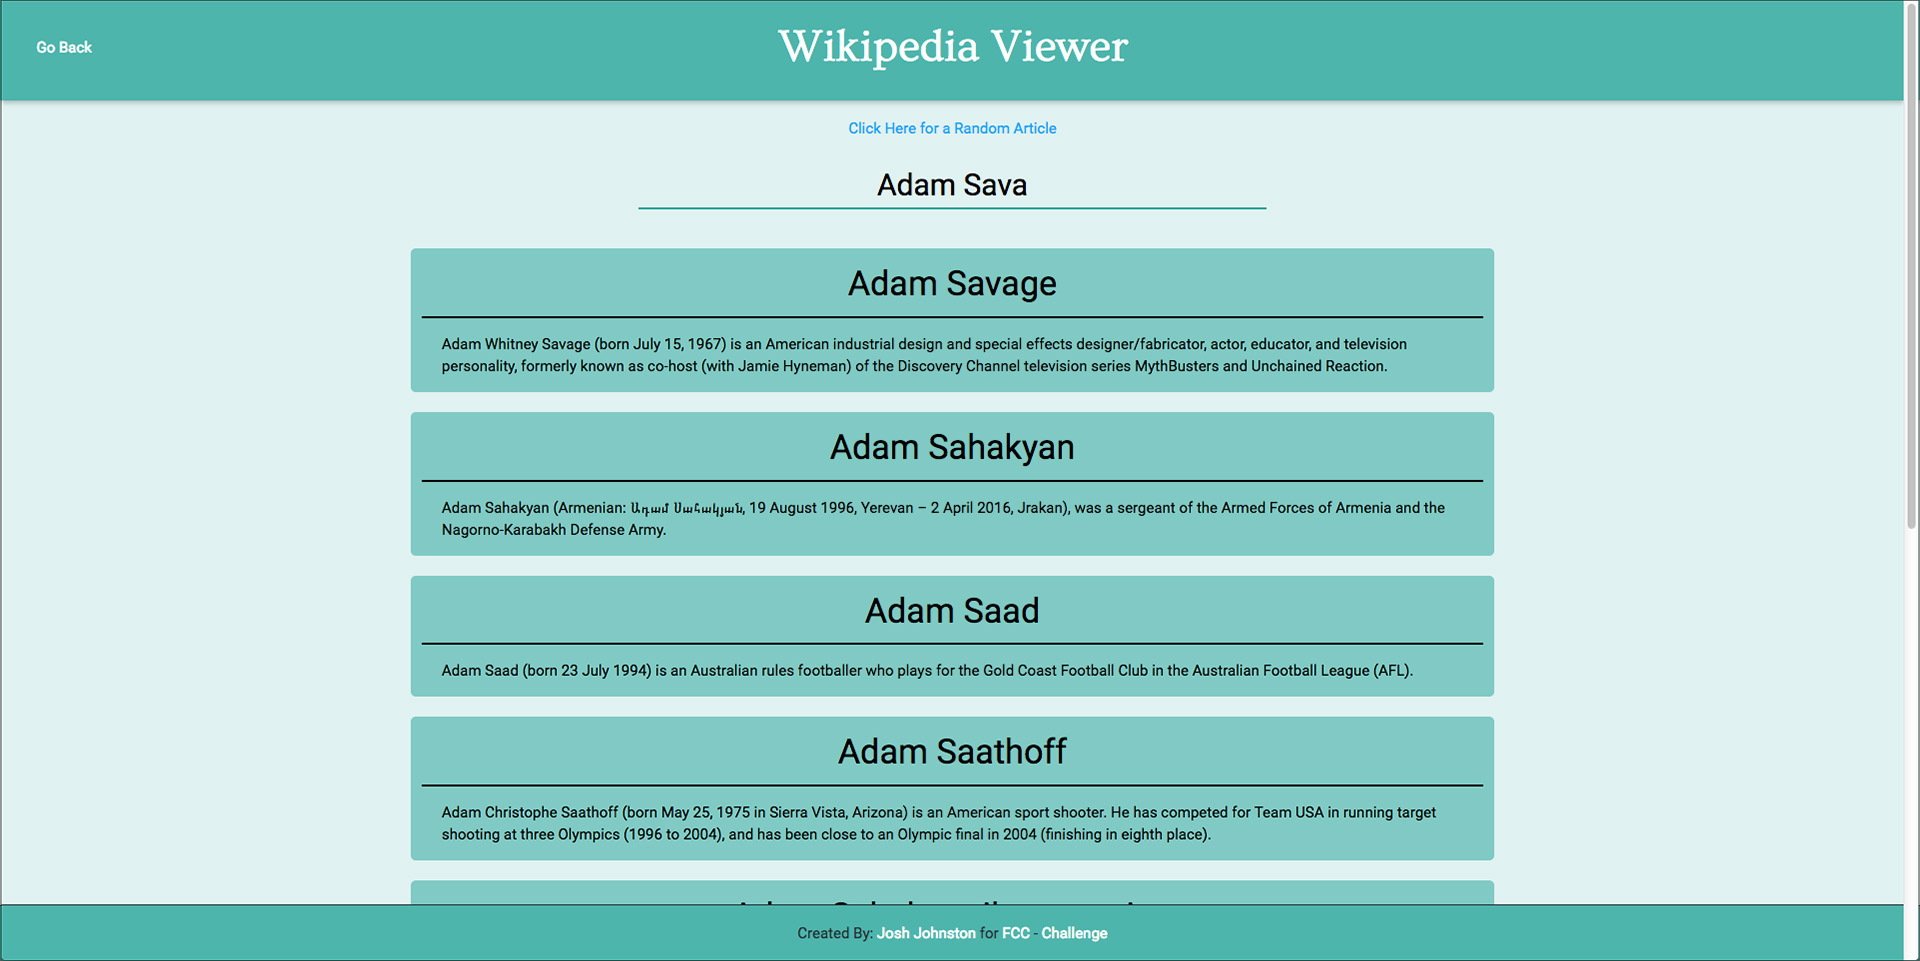 Go Back
Wikipedia Viewer
Click Here for a Random Article
Adam Sava
Adam Savage
Adam Whitney Savage (born July 15, 1967) is an American industrial design and special effects designer/fabricator, actor, educator, and television
personality, formerly known as co-host (with Jamie Hyneman) of the Discovery Channel television series MythBusters and Unchained Reaction.
Adam Sahakyan
Adam Sahakyan (Armenian: Ադամ Սահակյան, 19 August 1996, Yerevan – 2 April 2016, Jrakan), was a sergeant of the Armed Forces of Armenia and the
Nagorno-Karabakh Defense Army.
Adam Saad
Adam Saad (born 23 July 1994) is an Australian rules footballer who plays for the Gold Coast Football Club in the Australian Football League (AFL).
Adam Saathoff
Adam Christophe Saathoff (born May 25, 1975 in Sierra Vista, Arizona) is an American sport shooter. He has competed for Team USA in running target
shooting at three Olympics (1996 to 2004), and has been close to an Olympic final in 2004 (finishing in eighth place).
Created By: Josh Johnston for FCC - Challenge